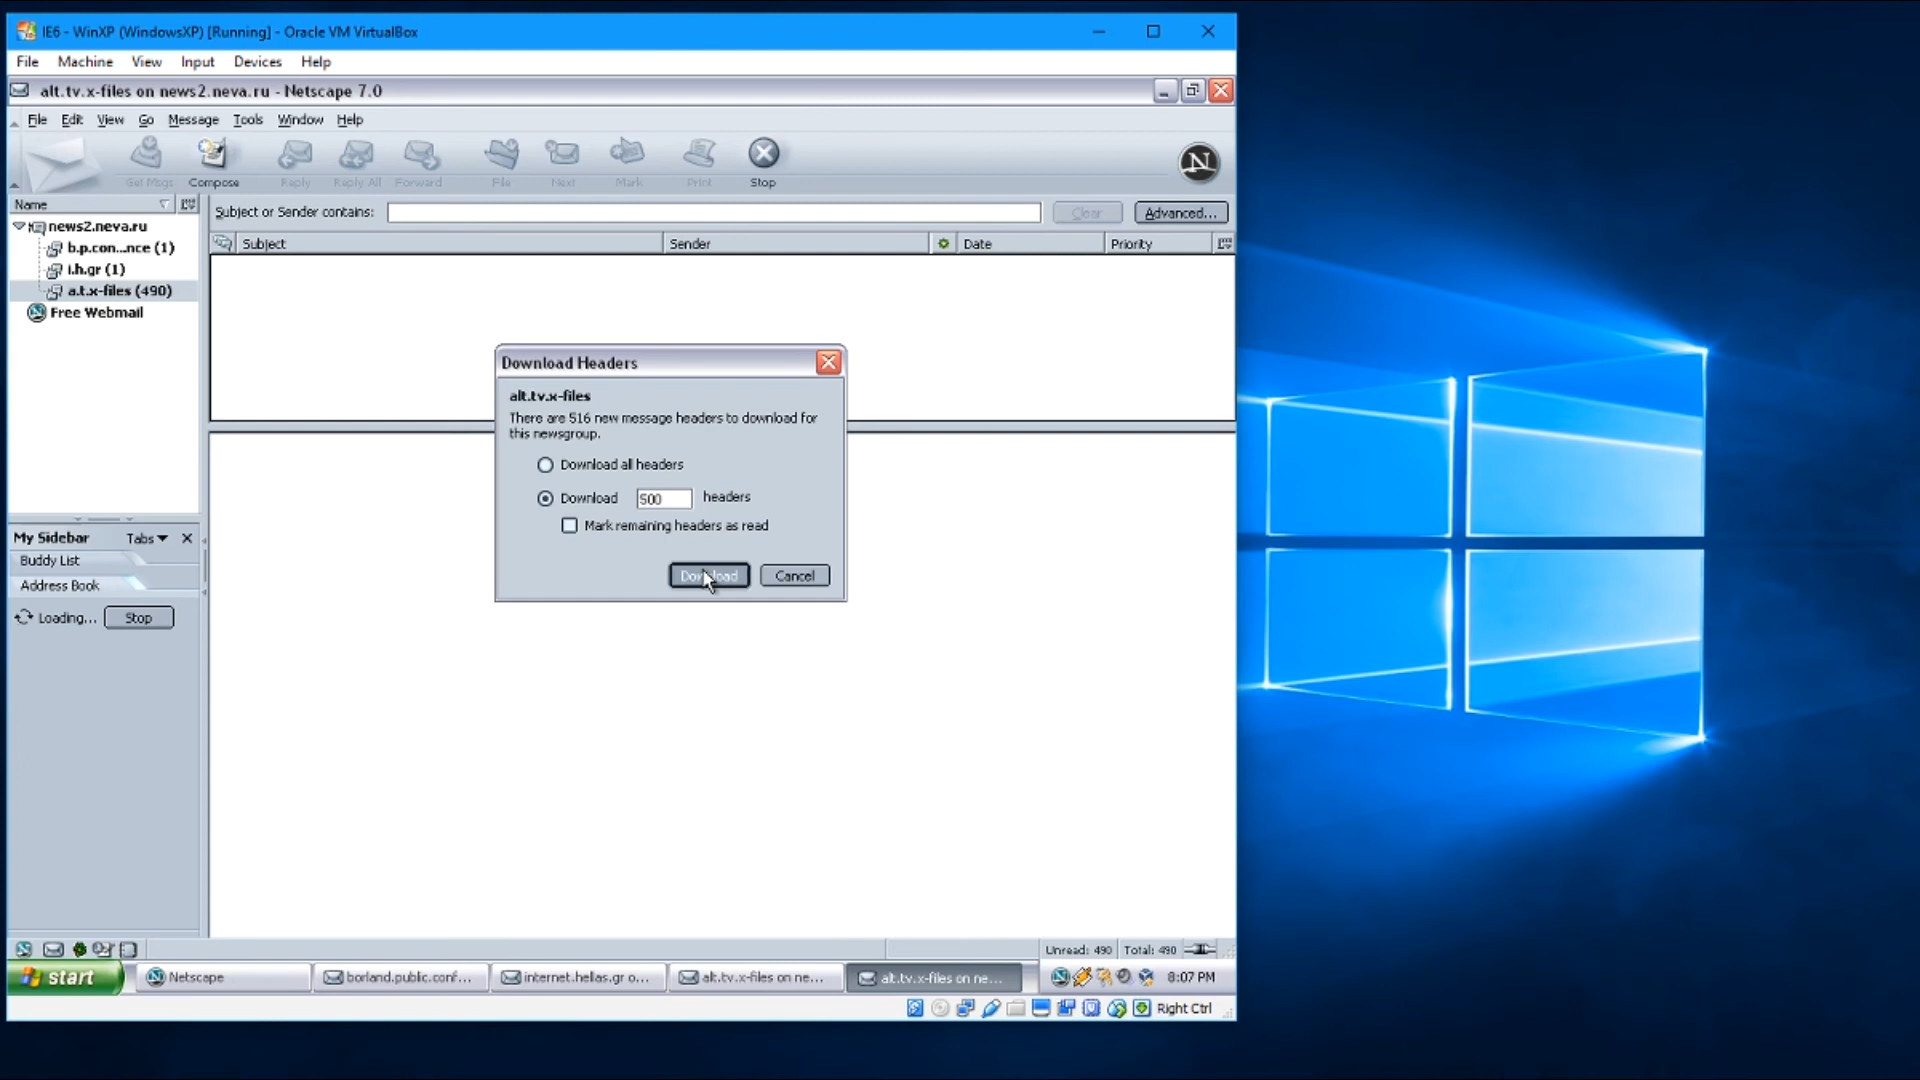 IE6 - WinXP (WindowsXP) [Running] - Oracle VM VirtualBox
File Machine View Input Devices Help
alt.tv.x-files on news2.neva.ru - Netscape 7.0
File Edit View Go Message Tools Window Help
Get Msgs Compose Reply Reply All Forward File Next Mark Print Stop
N
Name
Subject or Sender contains: Clear Advanced...
news2.neva.ru
Subject Sender Date Priority
b.p.con...nce (1)
i.h.gr (1)
a.t.x-files (490)
Free Webmail
Download Headers
alt.tv.x-files
There are 516 new message headers to download for
this newsgroup.
Download all headers
Download 500 headers
Mark remaining headers as read
Download Cancel
My Sidebar Tabs
Buddy List
Address Book
Loading... Stop
Unread: 490 Total: 490
start Netscape borland.public.conf... internet.hellas.gr o... alt.tv.x-files on ne... alt.tv.x-files on ne... 8:07 PM
Right Ctrl